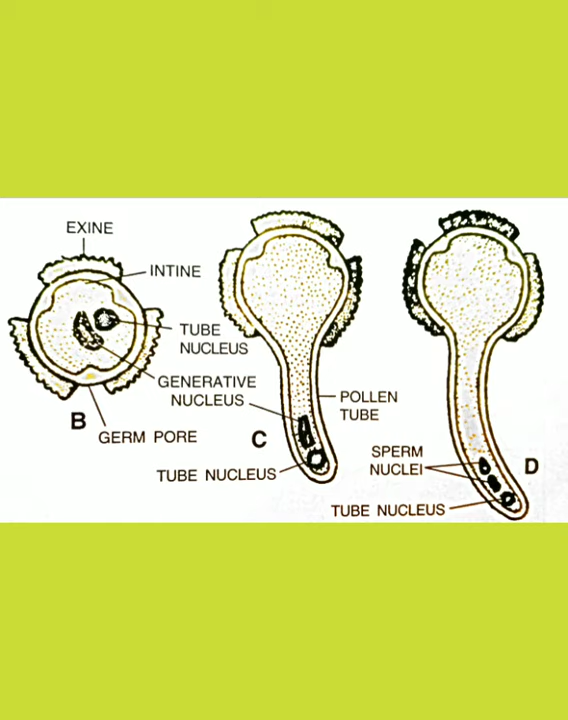 EXINE
INTINE
TUBE
NUCLEUS
GENERATIVE
NUCLEUS
POLLEN
TUBE
B
GERM PORE
C
TUBE NUCLEUS
SPERM
NUCLEI
D
TUBE NUCLEUS